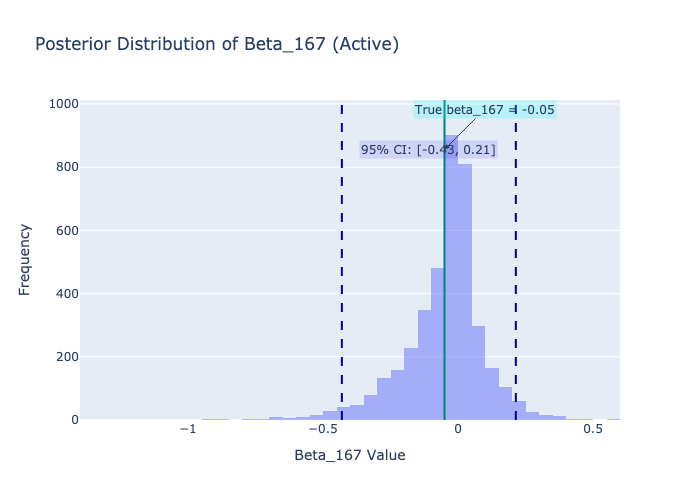 Posterior Distribution of Beta_167 (Active)
True beta_167 = -0.05
95% CI: [-0.43, 0.21]
1000
800
600
400
200
0
Frequency
−1
−0.5
0
0.5
Beta_167 Value